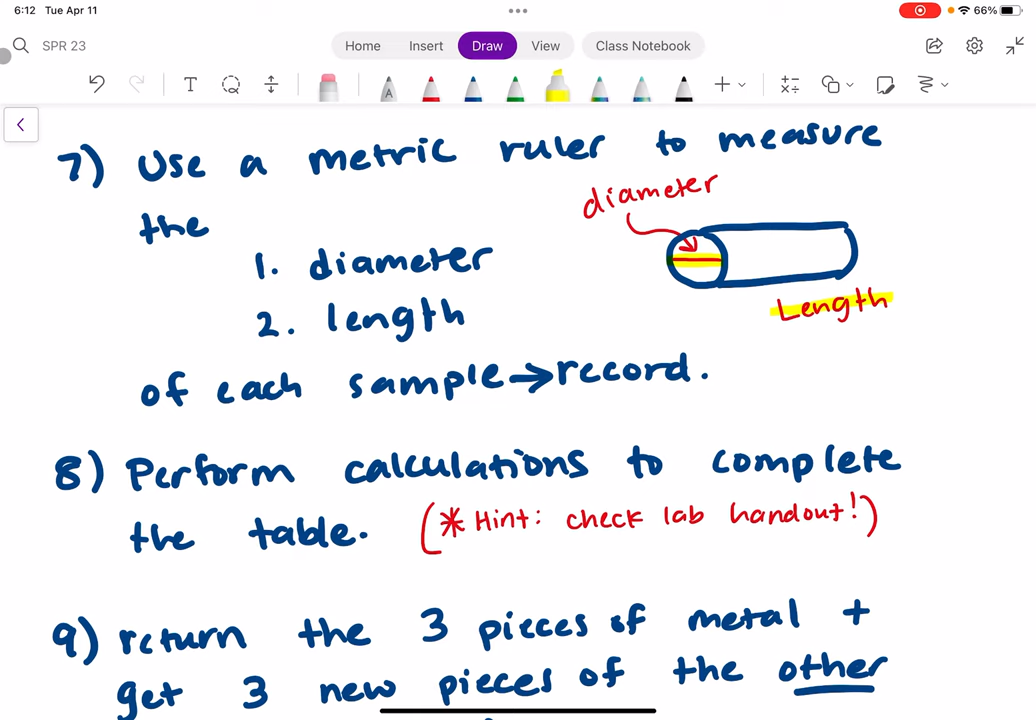 6:12 Tue Apr 11
66%
SPR 23
Home Insert Draw View Class Notebook
T
A
7) Use a metric ruler to measure
the
diameter
1. diameter
2. length
Length
of each sample→record.
8) Perform calculations to complete
the table. (*Hint: check lab handout!)
9) return the 3 pieces of metal +
get 3 new pieces of the other